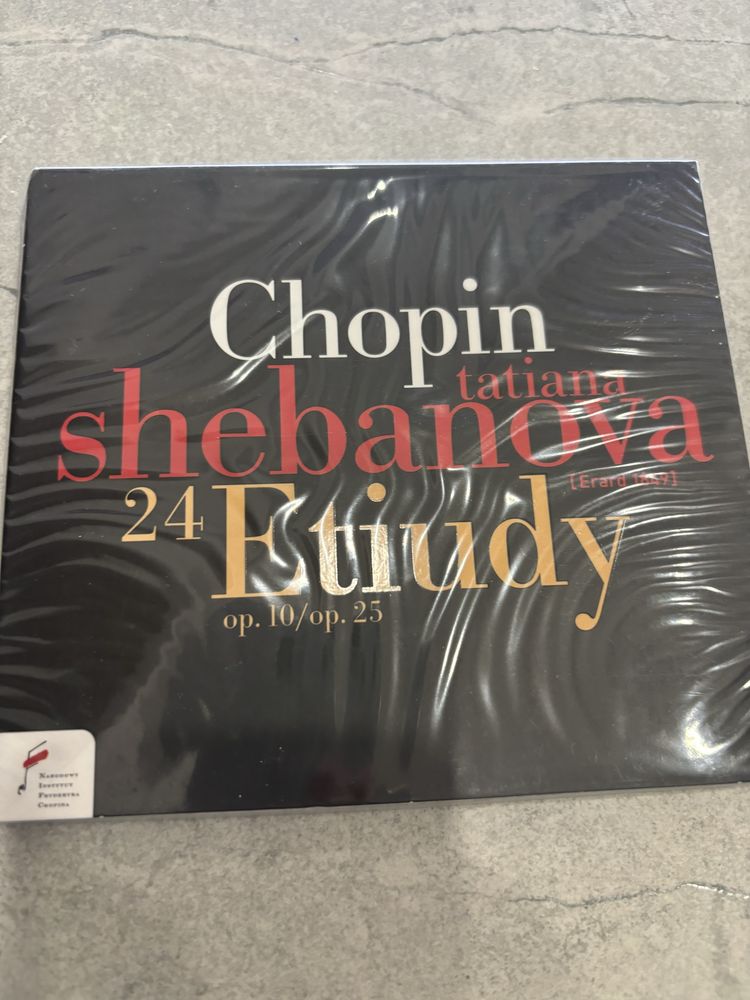 Chopin
tatiana
shebanova
[Erard 1849]
24 Etiudy
op. 10/op. 25
Narodowy
Instytut
Fryderyka
Chopina